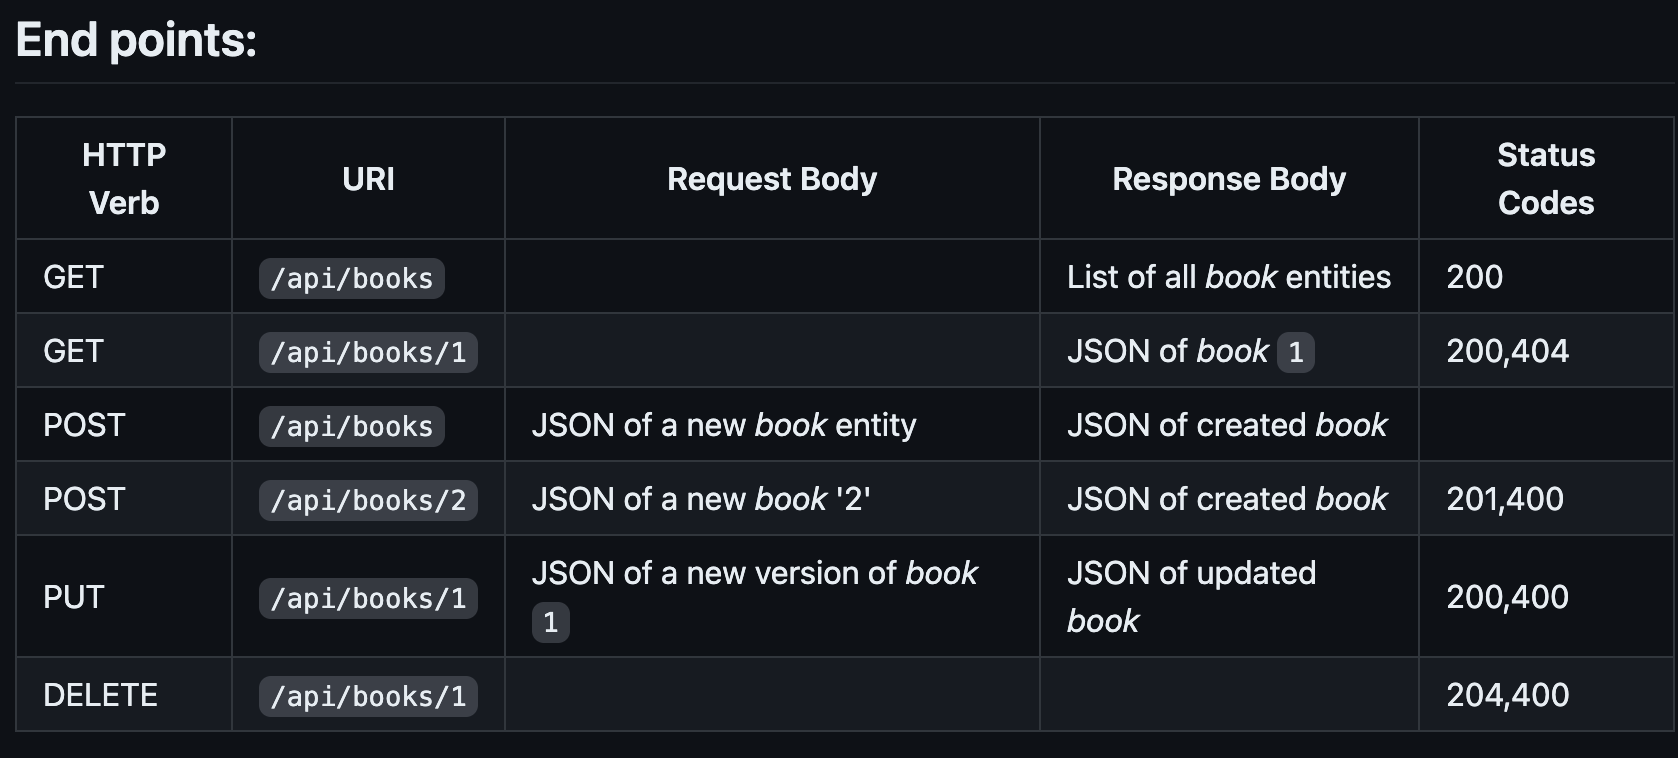 End points:
HTTP Verb URI Request Body Response Body Status Codes
GET /api/books List of all book entities 200
GET /api/books/1 JSON of book 1 200,404
POST /api/books JSON of a new book entity JSON of created book
POST /api/books/2 JSON of a new book '2' JSON of created book 201,400
PUT /api/books/1 JSON of a new version of book 1 JSON of updated book 200,400
DELETE /api/books/1 204,400